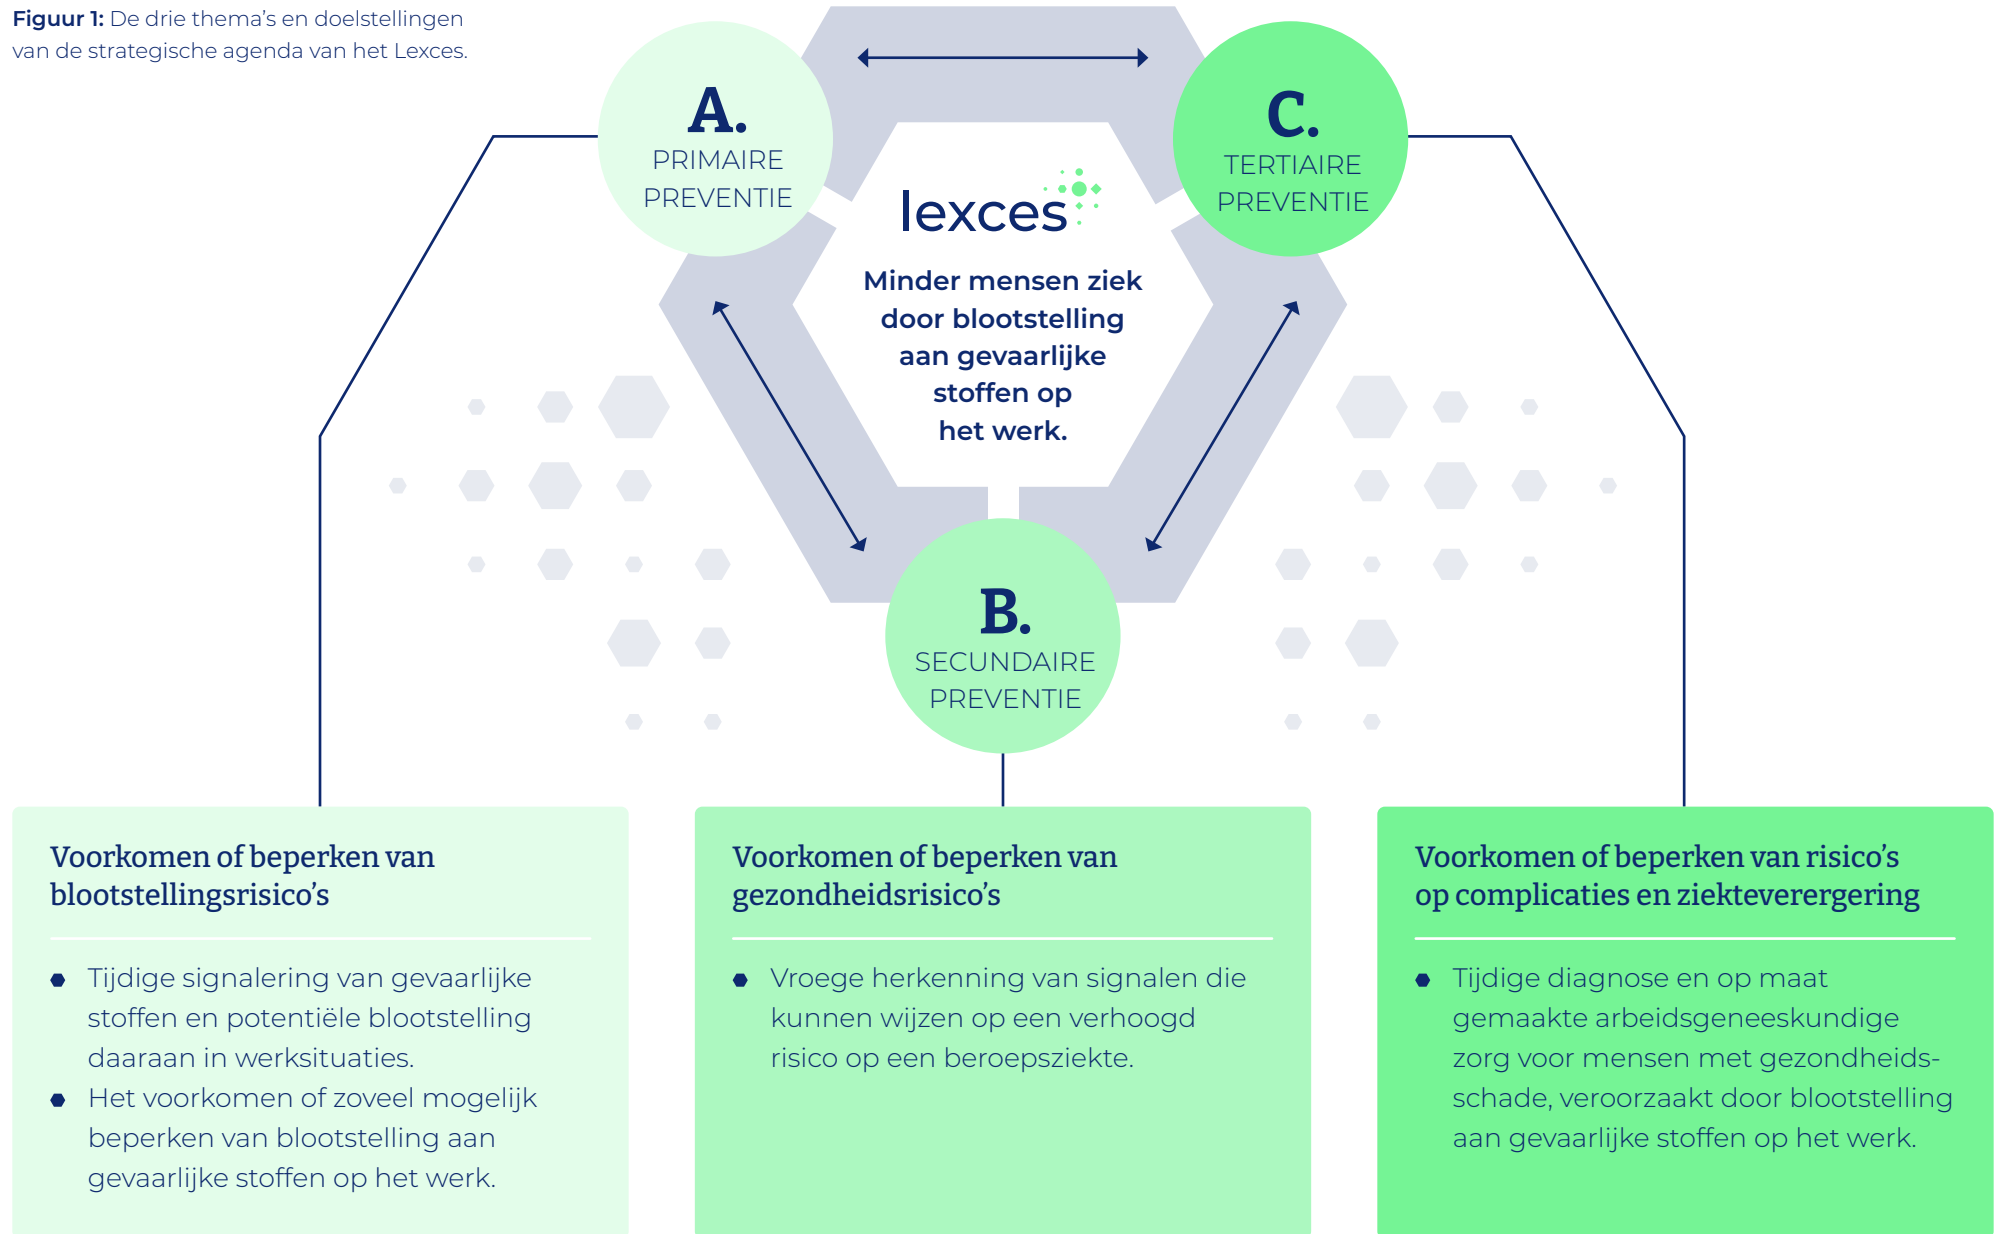 Figuur 1: De drie thema’s en doelstellingen
van de strategische agenda van het Lexces.
A.
PRIMAIRE
PREVENTIE
C.
TERTIAIRE
PREVENTIE
lexces
Minder mensen ziek
door blootstelling
aan gevaarlijke
stoffen op
het werk.
B.
SECUNDAIRE
PREVENTIE
Voorkomen of beperken van
blootstellingsrisico’s
• Tijdige signalering van gevaarlijke
stoffen en potentiële blootstelling
daaraan in werksituaties.
• Het voorkomen of zoveel mogelijk
beperken van blootstelling aan
gevaarlijke stoffen op het werk.
Voorkomen of beperken van
gezondheidsrisico’s
• Vroege herkenning van signalen die
kunnen wijzen op een verhoogd
risico op een beroepsziekte.
Voorkomen of beperken van risico’s
op complicaties en ziekteverergering
• Tijdige diagnose en op maat
gemaakte arbeidsgeneeskundige
zorg voor mensen met gezondheids-
schade, veroorzaakt door blootstelling
aan gevaarlijke stoffen op het werk.